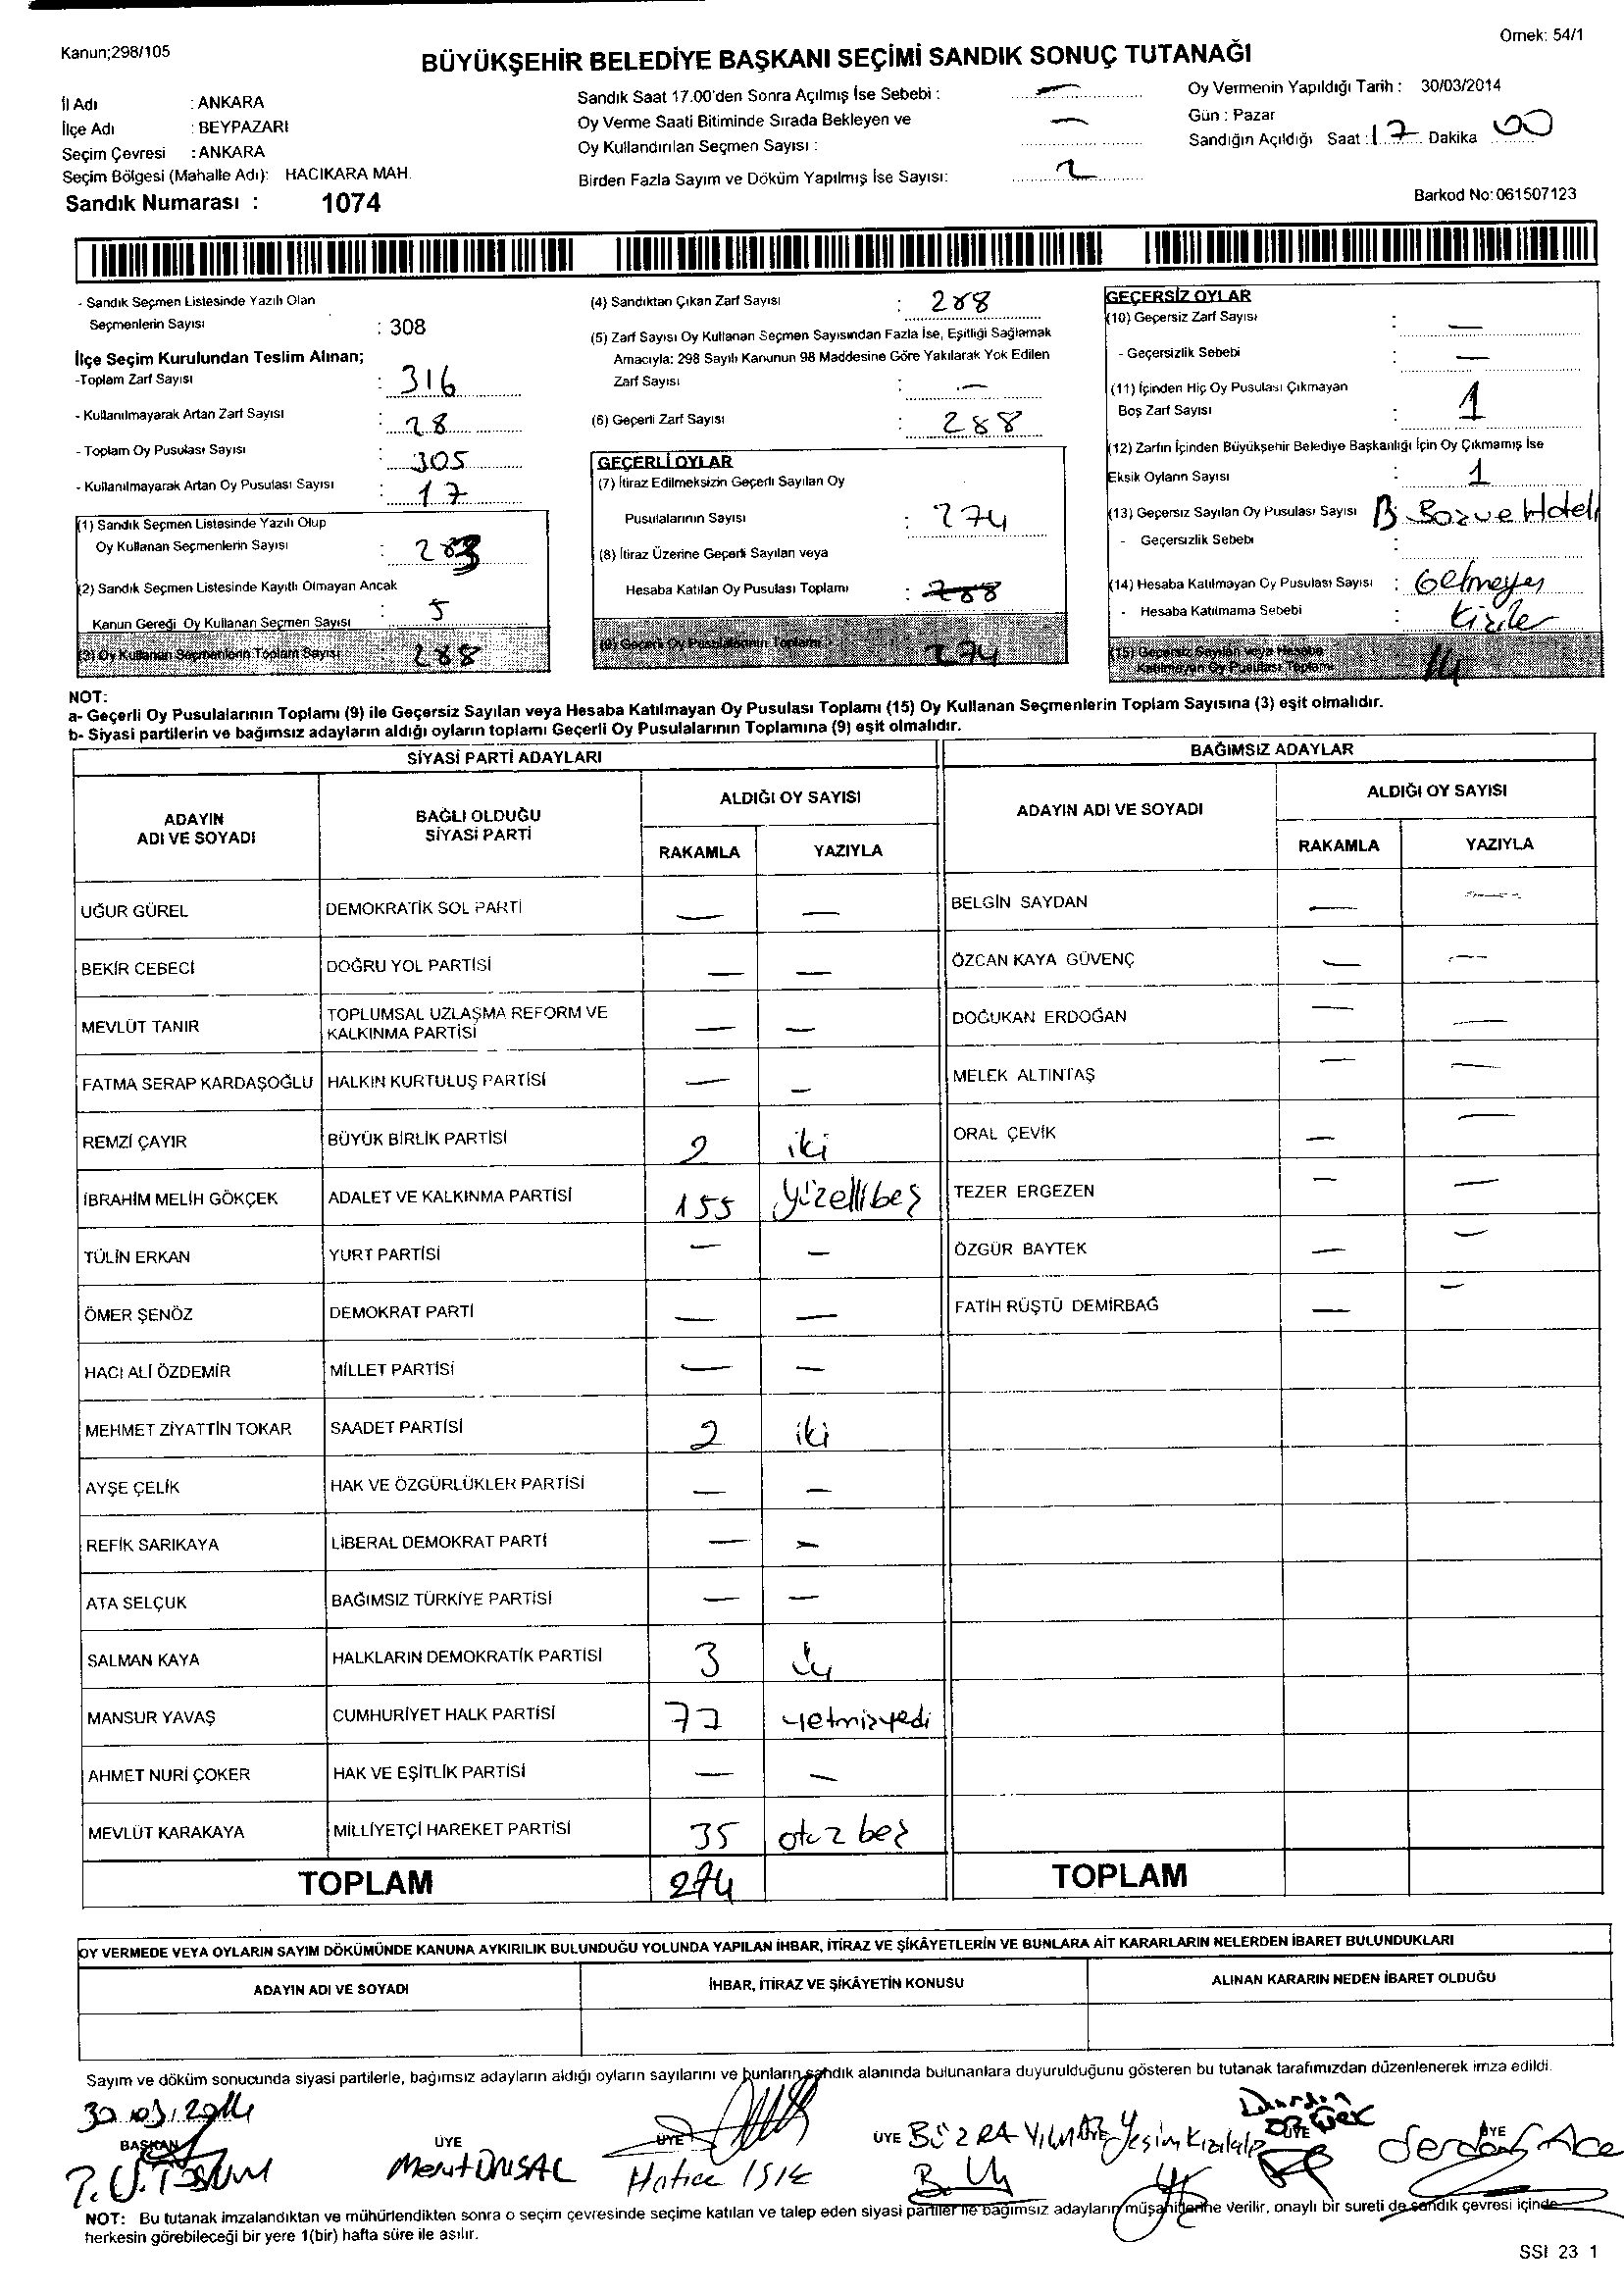 Kanun;298/105
Örnek: 54/1
BÜYÜKŞEHİR BELEDİYE BAŞKANI SEÇİMİ SANDIK SONUÇ TUTANAĞI
İl Adı : ANKARA
İlçe Adı : BEYPAZARI
Seçim Çevresi : ANKARA
Seçim Bölgesi (Mahalle Adı): HACIKARA MAH.
Sandık Numarası : 1074
Sandık Saat 17.00'den Sonra Açılmış İse Sebebi : —
Oy Verme Saati Bitiminde Sırada Bekleyen ve —
Oy Kullandırılan Seçmen Sayısı :
Birden Fazla Sayım ve Döküm Yapılmış İse Sayısı: 2
Oy Vermenin Yapıldığı Tarih : 30/03/2014
Gün : Pazar
Sandığın Açıldığı Saat : 17 Dakika 00
Barkod No:061507123
- Sandık Seçmen Listesinde Yazılı Olan
Seçmenlerin Sayısı : 308
İlçe Seçim Kurulundan Teslim Alınan;
-Toplam Zarf Sayısı : 316
- Kullanılmayarak Artan Zarf Sayısı : 28
- Toplam Oy Pusulası Sayısı : 305
- Kullanılmayarak Artan Oy Pusulası Sayısı : 17
(1) Sandık Seçmen Listesinde Yazılı Olup
Oy Kullanan Seçmenlerin Sayısı : 283
(2) Sandık Seçmen Listesinde Kayıtlı Olmayan Ancak
Kanun Gereği Oy Kullanan Seçmen Sayısı : 5
(3) Oy Kullanan Seçmenlerin Toplam Sayısı : 288
(4) Sandıktan Çıkan Zarf Sayısı : 288
(5) Zarf Sayısı Oy Kullanan Seçmen Sayısından Fazla İse, Eşitliği Sağlamak
Amacıyla: 298 Sayılı Kanunun 98 Maddesine Göre Yakılarak Yok Edilen
Zarf Sayısı : —
(6) Geçerli Zarf Sayısı : 288
GEÇERLİ OYLAR
(7) İtiraz Edilmeksizin Geçerli Sayılan Oy
Pusulalarının Sayısı : 274
(8) İtiraz Üzerine Geçerli Sayılan veya
Hesaba Katılan Oy Pusulası Toplamı : 288
(9) Geçerli Oy Pusulalarının Toplamı : 274
GEÇERSİZ OYLAR
(10) Geçersiz Zarf Sayısı : —
- Geçersizlik Sebebi : —
(11) İçinden Hiç Oy Pusulası Çıkmayan
Boş Zarf Sayısı : 1
(12) Zarfın İçinden Büyükşehir Belediye Başkanlığı İçin Oy Çıkmamış İse
Eksik Oyların Sayısı : 1
(13) Geçersiz Sayılan Oy Pusulası Sayısı
- Geçersizlik Sebebi :
(14) Hesaba Katılmayan Oy Pusulası Sayısı :
- Hesaba Katılmama Sebebi :
(15) Geçersiz Sayılan veya Hesaba
Katılmayan Oy Pusulası Toplamı 14
NOT:
a- Geçerli Oy Pusulalarının Toplamı (9) ile Geçersiz Sayılan veya Hesaba Katılmayan Oy Pusulası Toplamı (15) Oy Kullanan Seçmenlerin Toplam Sayısına (3) eşit olmalıdır.
b- Siyasi partilerin ve bağımsız adayların aldığı oyların toplamı Geçerli Oy Pusulalarının Toplamına (9) eşit olmalıdır.
SİYASİ PARTİ ADAYLARI
ADAYIN ADI VE SOYADI BAĞLI OLDUĞU SİYASİ PARTİ ALDIĞI OY SAYISI
RAKAMLA YAZIYLA
UĞUR GÜREL DEMOKRATİK SOL PARTİ — —
BEKİR CEBECİ DOĞRU YOL PARTİSİ — —
MEVLÜT TANIR TOPLUMSAL UZLAŞMA REFORM VE KALKINMA PARTİSİ — —
FATMA SERAP KARDAŞOĞLU HALKIN KURTULUŞ PARTİSİ — —
REMZİ ÇAYIR BÜYÜK BİRLİK PARTİSİ 2 iki
İBRAHİM MELİH GÖKÇEK ADALET VE KALKINMA PARTİSİ 155 yüzellibeş
TÜLİN ERKAN YURT PARTİSİ — —
ÖMER ŞENÖZ DEMOKRAT PARTİ — —
HACI ALİ ÖZDEMİR MİLLET PARTİSİ — —
MEHMET ZİYATTİN TOKAR SAADET PARTİSİ 2 iki
AYŞE ÇELİK HAK VE ÖZGÜRLÜKLER PARTİSİ — —
REFİK SARIKAYA LİBERAL DEMOKRAT PARTİ — —
ATA SELÇUK BAĞIMSIZ TÜRKİYE PARTİSİ — —
SALMAN KAYA HALKLARIN DEMOKRATİK PARTİSİ 3 üç
MANSUR YAVAŞ CUMHURİYET HALK PARTİSİ 77 yetmişyedi
AHMET NURİ ÇOKER HAK VE EŞİTLİK PARTİSİ — —
MEVLÜT KARAKAYA MİLLİYETÇİ HAREKET PARTİSİ 35 otuzbeş
TOPLAM 274
BAĞIMSIZ ADAYLAR
ADAYIN ADI VE SOYADI ALDIĞI OY SAYISI
RAKAMLA YAZIYLA
BELGİN SAYDAN — —
ÖZCAN KAYA GÜVENÇ — —
DOĞUKAN ERDOĞAN — —
MELEK ALTINTAŞ — —
ORAL ÇEVİK — —
TEZER ERGEZEN — —
ÖZGÜR BAYTEK — —
FATİH RÜŞTÜ DEMİRBAĞ — —
TOPLAM
OY VERMEDE VEYA OYLARIN SAYIM DÖKÜMÜNDE KANUNA AYKIRILIK BULUNDUĞU YOLUNDA YAPILAN İHBAR, İTİRAZ VE ŞİKÂYETLERİN VE BUNLARA AİT KARARLARIN NELERDEN İBARET BULUNDUKLARI
ADAYIN ADI VE SOYADI İHBAR, İTİRAZ VE ŞİKÂYETİN KONUSU ALINAN KARARIN NEDEN İBARET OLDUĞU
Sayım ve döküm sonucunda siyasi partilerle, bağımsız adayların aldığı oyların sayılarını ve bunların sandık alanında bulunanlara duyurulduğunu gösteren bu tutanak tarafımızdan düzenlenerek imza edildi.
30.03.2014
BAŞKAN ÜYE ÜYE ÜYE ÜYE ÜYE
Mert ÜNSAL Hatice IŞIK BÜŞRA YILMAZ Yeşim Kızılalp Serdar
NOT: Bu tutanak imzalandıktan ve mühürlendikten sonra o seçim çevresinde seçime katılan ve talep eden siyasi partiler ile bağımsız adayların müşahitlerine verilir, onaylı bir sureti de sandık çevresi içinde
herkesin görebileceği bir yere 1(bir) hafta süre ile asılır.
SSI 23 1